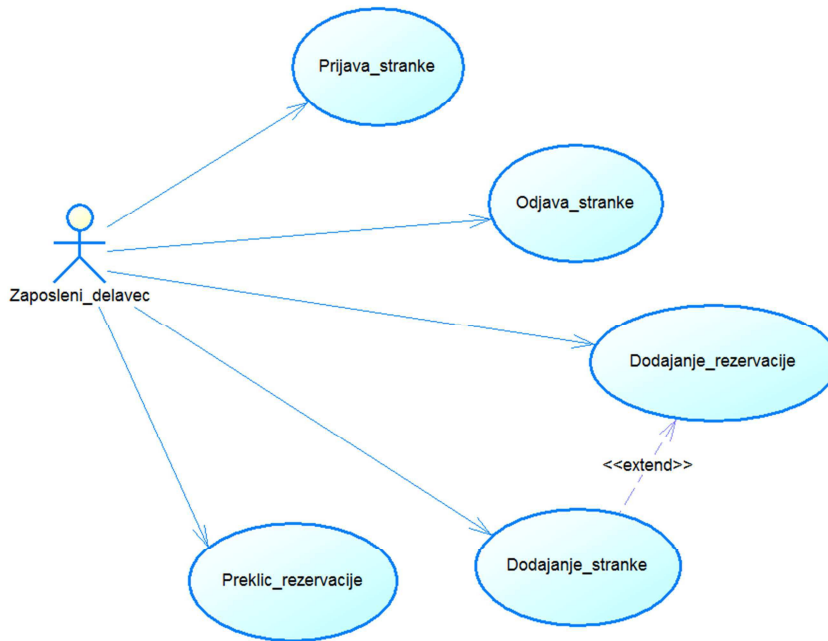 Prijava_stranke
Odjava_stranke
Zaposleni_delavec
Dodajanje_rezervacije
<<extend>>
Dodajanje_stranke
Preklic_rezervacije